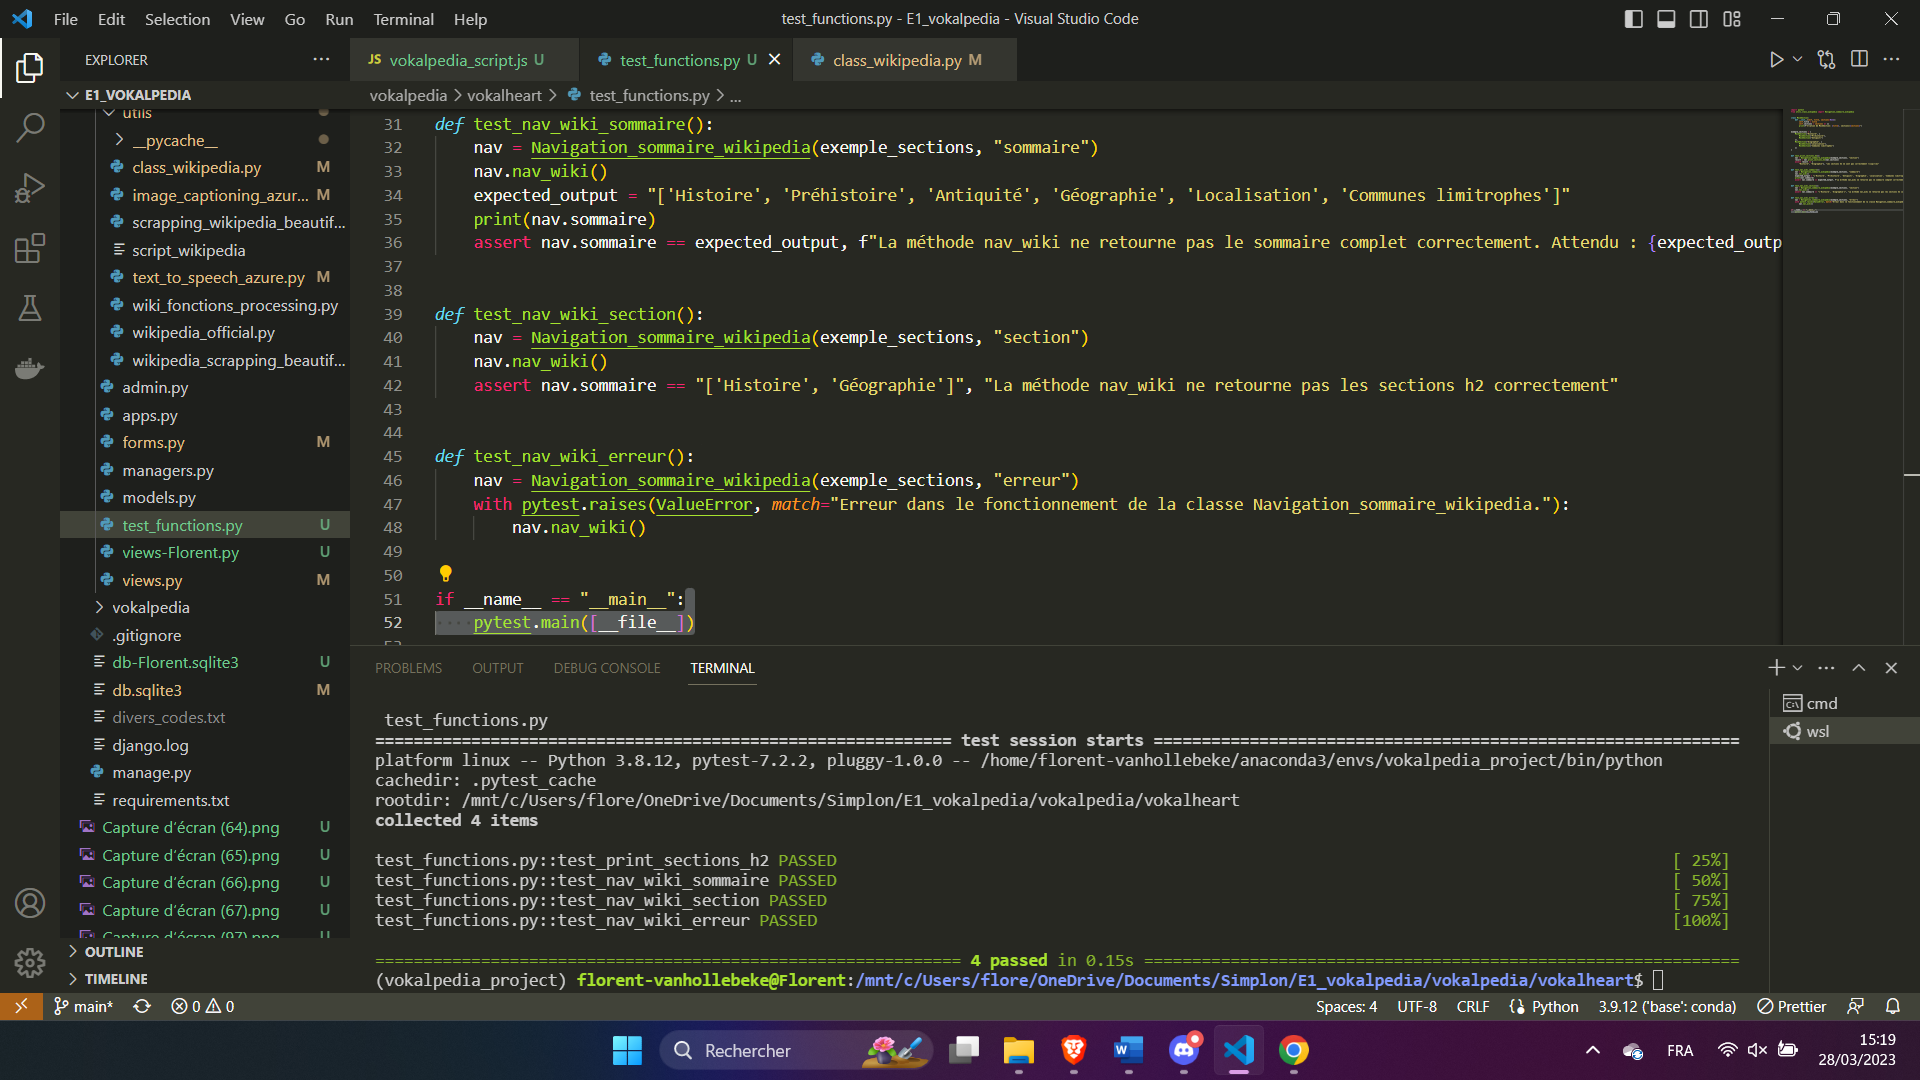 File Edit Selection View Go Run Terminal Help
test_functions.py - E1_vokalpedia - Visual Studio Code
EXPLORER
JS vokalpedia_script.js U
test_functions.py U
class_wikipedia.py M
E1_VOKALPEDIA
vokalpedia > vokalheart > test_functions.py > ...
utils
__pycache__
class_wikipedia.py M
image_captioning_azur... M
scrapping_wikipedia_beautif...
script_wikipedia
text_to_speech_azure.py M
wiki_fonctions_processing.py
wikipedia_official.py
wikipedia_scrapping_beautif...
admin.py
apps.py
forms.py M
managers.py
models.py
test_functions.py U
views-Florent.py U
views.py M
vokalpedia
.gitignore
db-Florent.sqlite3 U
db.sqlite3 M
divers_codes.txt
django.log
manage.py
requirements.txt
Capture d'écran (64).png U
Capture d'écran (65).png U
Capture d'écran (66).png U
Capture d'écran (67).png U
Capture d'écran (97).png U
OUTLINE
TIMELINE
31 def test_nav_wiki_sommaire():
32 nav = Navigation_sommaire_wikipedia(exemple_sections, "sommaire")
33 nav.nav_wiki()
34 expected_output = "['Histoire', 'Préhistoire', 'Antiquité', 'Géographie', 'Localisation', 'Communes limitrophes']"
35 print(nav.sommaire)
36 assert nav.sommaire == expected_output, f"La méthode nav_wiki ne retourne pas le sommaire complet correctement. Attendu : {expected_outp
37
38
39 def test_nav_wiki_section():
40 nav = Navigation_sommaire_wikipedia(exemple_sections, "section")
41 nav.nav_wiki()
42 assert nav.sommaire == "['Histoire', 'Géographie']", "La méthode nav_wiki ne retourne pas les sections h2 correctement"
43
44
45 def test_nav_wiki_erreur():
46 nav = Navigation_sommaire_wikipedia(exemple_sections, "erreur")
47 with pytest.raises(ValueError, match="Erreur dans le fonctionnement de la classe Navigation_sommaire_wikipedia."):
48 nav.nav_wiki()
49
50
51 if __name__ == "__main__":
52 pytest.main([__file__])
PROBLEMS OUTPUT DEBUG CONSOLE TERMINAL
cmd
wsl
test_functions.py
============================================================ test session starts =============================================================
platform linux -- Python 3.8.12, pytest-7.2.2, pluggy-1.0.0 -- /home/florent-vanhollebeke/anaconda3/envs/vokalpedia_project/bin/python
cachedir: .pytest_cache
rootdir: /mnt/c/Users/flore/OneDrive/Documents/Simplon/E1_vokalpedia/vokalpedia/vokalheart
collected 4 items
test_functions.py::test_print_sections_h2 PASSED [ 25%]
test_functions.py::test_nav_wiki_sommaire PASSED [ 50%]
test_functions.py::test_nav_wiki_section PASSED [ 75%]
test_functions.py::test_nav_wiki_erreur PASSED [100%]
============================================================= 4 passed in 0.15s ==============================================================
(vokalpedia_project) florent-vanhollebeke@Florent:/mnt/c/Users/flore/OneDrive/Documents/Simplon/E1_vokalpedia/vokalpedia/vokalheart$
main* 0 0
Spaces: 4 UTF-8 CRLF Python 3.9.12 ('base': conda) Prettier
Rechercher
FRA
15:19
28/03/2023